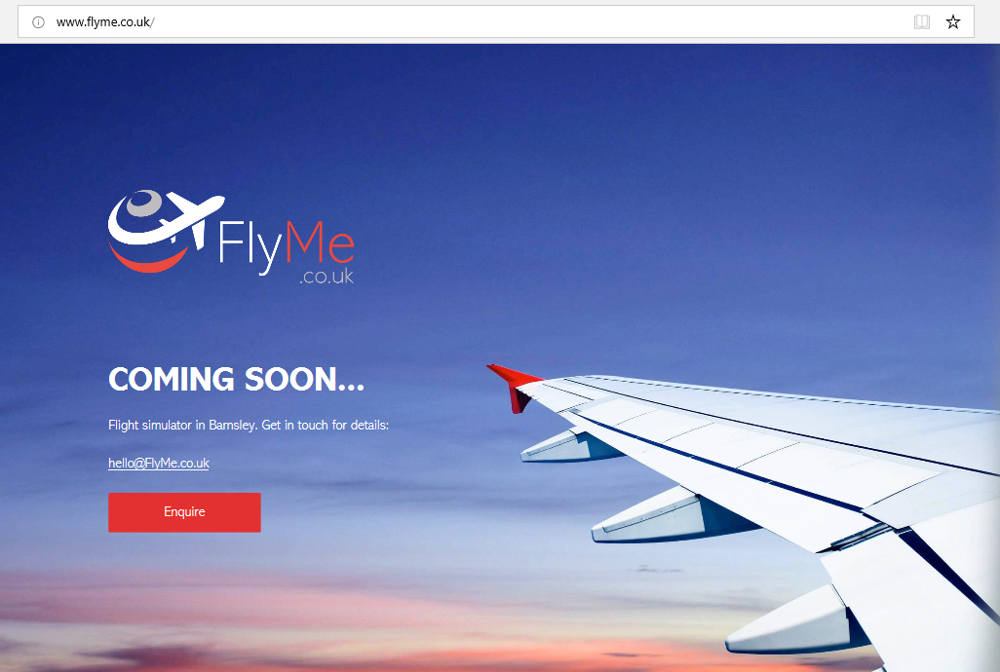 www.flyme.co.uk/
FlyMe
.co.uk
COMING SOON...
Flight simulator in Barnsley. Get in touch for details:
hello@FlyMe.co.uk
Enquire